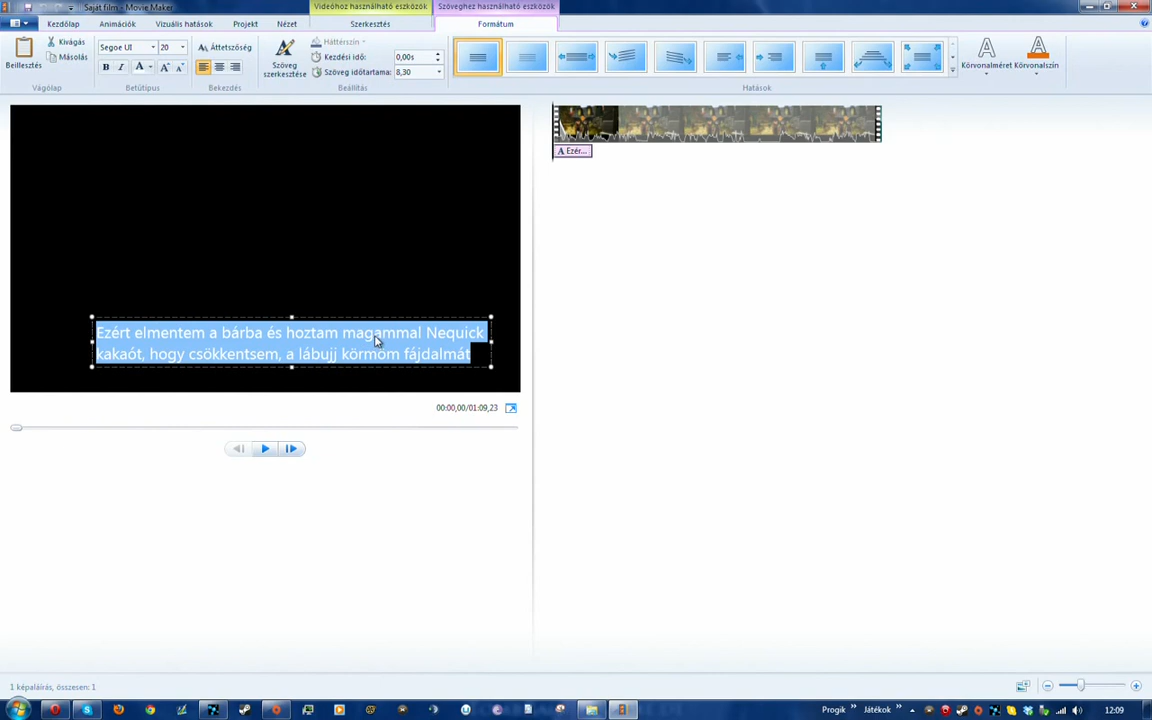 Saját film - Movie Maker
Videóhoz használható eszközök
Szöveghez használható eszközök
Kezdőlap
Animációk
Vizuális hatások
Projekt
Nézet
Szerkesztés
Formátum
Beillesztés
Kivágás
Másolás
Vágólap
Segoe UI
20
Áttetszőség
B I A A A
Betűtípus
Bekezdés
Szöveg szerkesztése
Háttérszín
Kezdési idő: 0,00s
Szöveg időtartama: 8,30
Beállítás
Hatások
Körvonalméret
Körvonalszín
Ezért elmentem a bárba és hoztam magammal Nequick
kakaót, hogy csökkentsem, a lábujj körmöm fájdalmát
A Ezér...
00:00,00/01:09,23
1 képaláírás, összesen: 1
Progik
Játékok
12:09